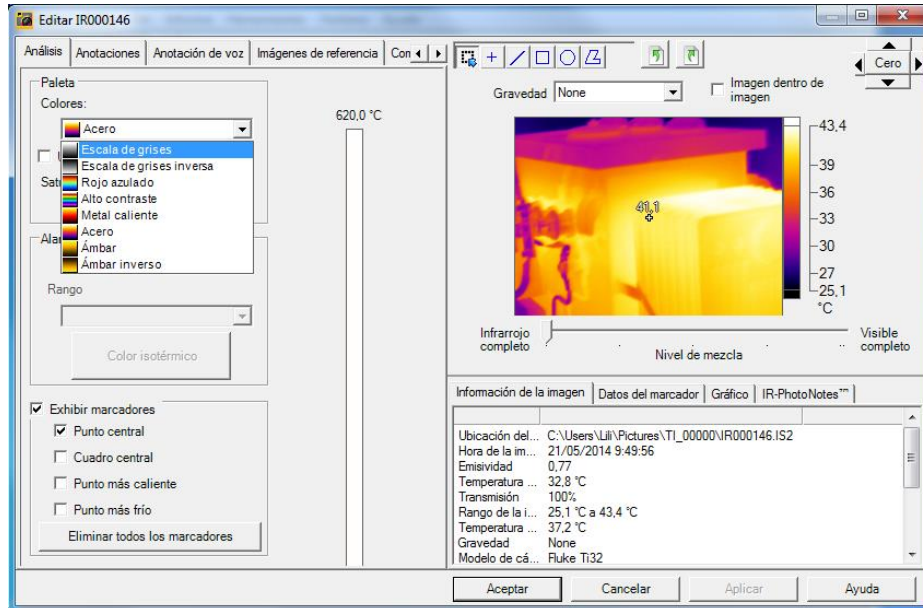 Editar IR000146
Análisis
Anotaciones
Anotación de voz
Imágenes de referencia
Paleta
Colores:
Acero
Escala de grises
Escala de grises inversa
Rojo azulado
Alto contraste
Metal caliente
Acero
Ámbar
Ámbar inverso
Rango
Color isotérmico
Exhibir marcadores
Punto central
Cuadro central
Punto más caliente
Punto más frío
Eliminar todos los marcadores
620,0 °C
Gravedad None
Imagen dentro de
imagen
Cero
41,1
43,4
39
36
33
30
27
25,1
°C
Infrarrojo
completo
Nivel de mezcla
Visible
completo
Información de la imagen
Datos del marcador
Gráfico
IR-PhotoNotes™
Ubicación del... C:\Users\Lili\Pictures\TI_00000\IR000146.IS2
Hora de la im... 21/05/2014 9:49:56
Emisividad 0,77
Temperatura ... 32,8 °C
Transmisión 100%
Rango de la i... 25,1 °C a 43,4 °C
Temperatura ... 37,2 °C
Gravedad None
Modelo de cá... Fluke Ti32
Aceptar
Cancelar
Aplicar
Ayuda